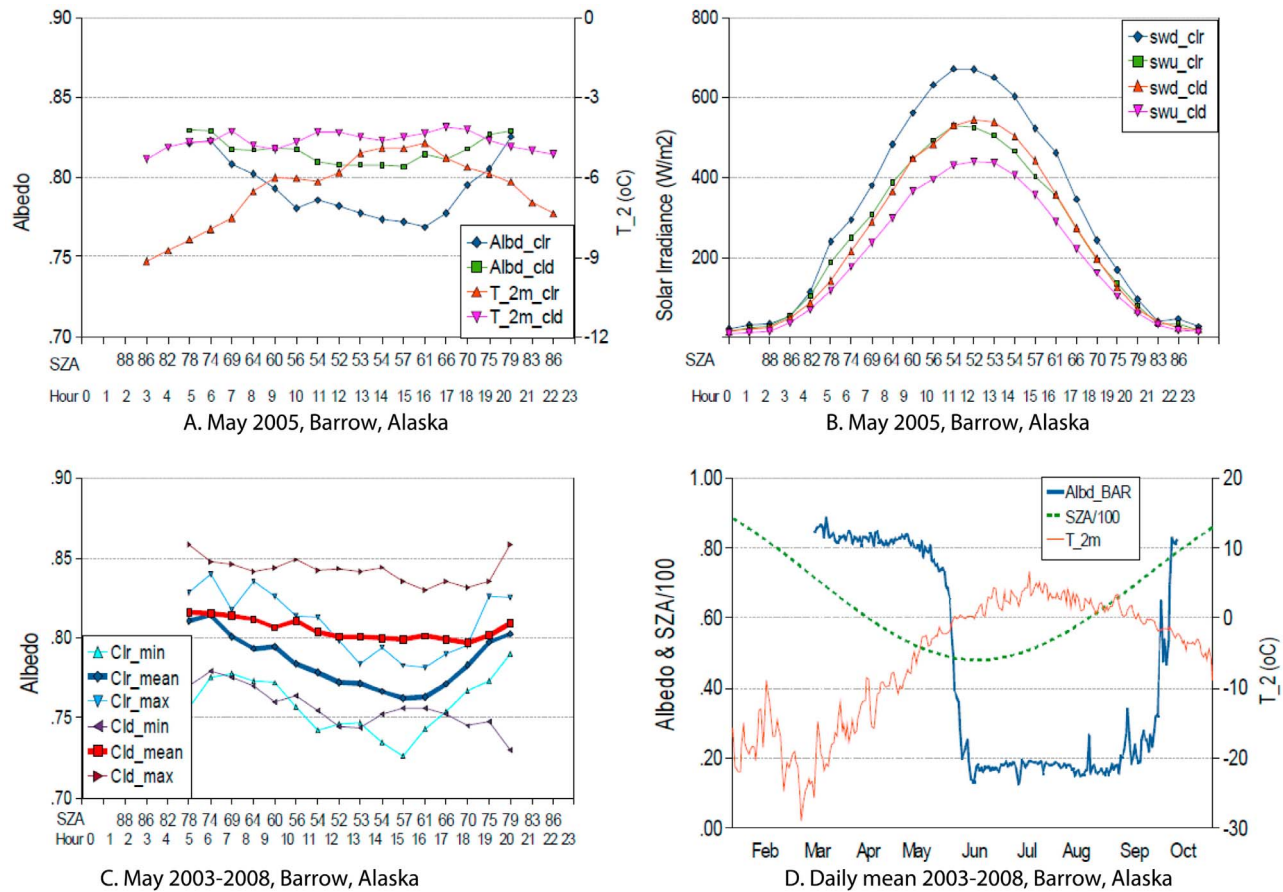 .90
.85
.80
.75
.70
Albedo
0
-3
-6
-9
-12
T_2 (oC)
Albd_clr
Albd_cld
T_2m_clr
T_2m_cld
SZA 88 86 82 78 74 69 64 60 56 54 52 53 54 57 61 66 70 75 79 83 86
Hour 0 1 2 3 4 5 6 7 8 9 10 11 12 13 14 15 16 17 18 19 20 21 22 23
A. May 2005, Barrow, Alaska
800
600
400
200
Solar Irradiance (W/m2)
swd_clr
swu_clr
swd_cld
swu_cld
SZA 88 86 82 78 74 69 64 60 56 54 52 53 54 57 61 66 70 75 79 83 86
Hour 0 1 2 3 4 5 6 7 8 9 10 11 12 13 14 15 16 17 18 19 20 21 22 23
B. May 2005, Barrow, Alaska
.90
.85
.80
.75
.70
Albedo
Clr_min
Clr_mean
Clr_max
Cld_min
Cld_mean
Cld_max
SZA 88 86 82 78 74 69 64 60 56 54 52 53 54 57 61 66 70 75 79 83 86
Hour 0 1 2 3 4 5 6 7 8 9 10 11 12 13 14 15 16 17 18 19 20 21 22 23
C. May 2003-2008, Barrow, Alaska
1.00
.80
.60
.40
.20
.00
Albedo & SZA/100
20
10
0
-10
-20
-30
T_2 (oC)
Albd_BAR
SZA/100
T_2m
Feb Mar Apr May Jun Jul Aug Sep Oct
D. Daily mean 2003-2008, Barrow, Alaska